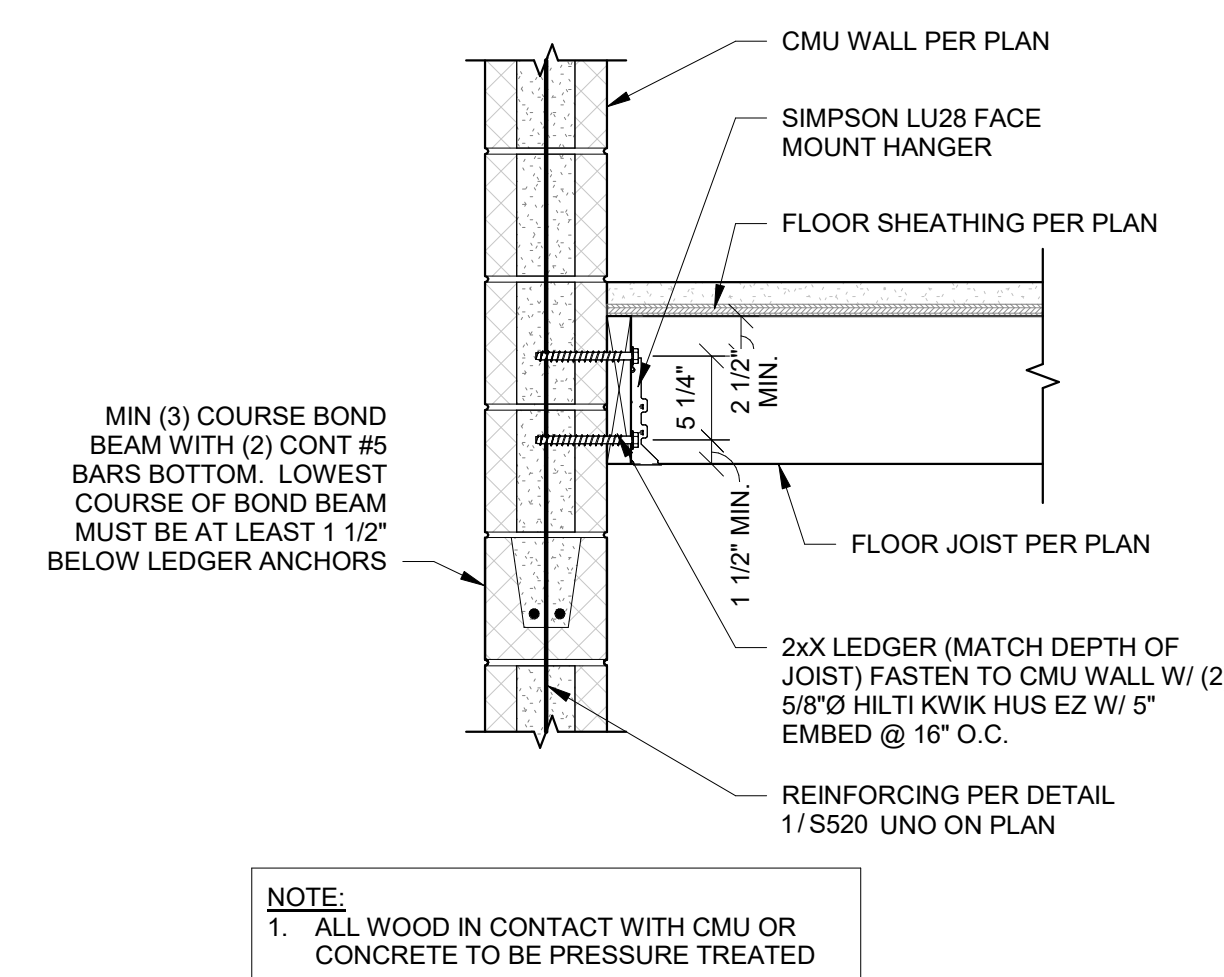 CMU WALL PER PLAN
SIMPSON LU28 FACE
MOUNT HANGER
FLOOR SHEATHING PER PLAN
2 1/2"
MIN.
5 1/4"
1 1/2" MIN.
MIN (3) COURSE BOND
BEAM WITH (2) CONT #5
BARS BOTTOM. LOWEST
COURSE OF BOND BEAM
MUST BE AT LEAST 1 1/2"
BELOW LEDGER ANCHORS
FLOOR JOIST PER PLAN
2xX LEDGER (MATCH DEPTH OF
JOIST) FASTEN TO CMU WALL W/ (2
5/8"Ø HILTI KWIK HUS EZ W/ 5"
EMBED @ 16" O.C.
REINFORCING PER DETAIL
1/ S520 UNO ON PLAN
NOTE:
1. ALL WOOD IN CONTACT WITH CMU OR
CONCRETE TO BE PRESSURE TREATED